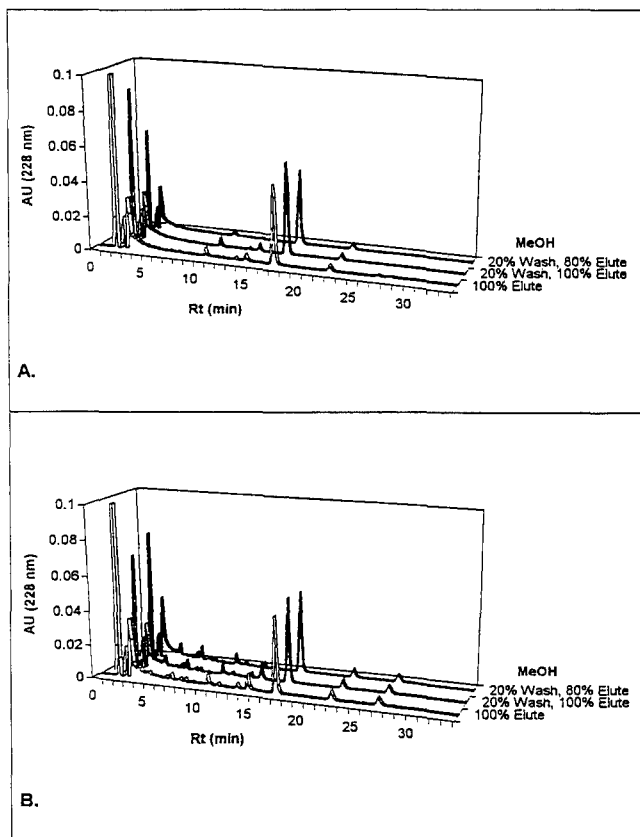 0.1
0.08
0.06
0.04
0.02
0
AU (228 nm)
0
5
10
15
20
25
30
Rt (min)
MeOH
20% Wash, 80% Elute
20% Wash, 100% Elute
100% Elute
A.
0.1
0.08
0.06
0.04
0.02
0
AU (228 nm)
0
5
10
15
20
25
30
Rt (min)
MeOH
20% Wash, 80% Elute
20% Wash, 100% Elute
100% Elute
B.